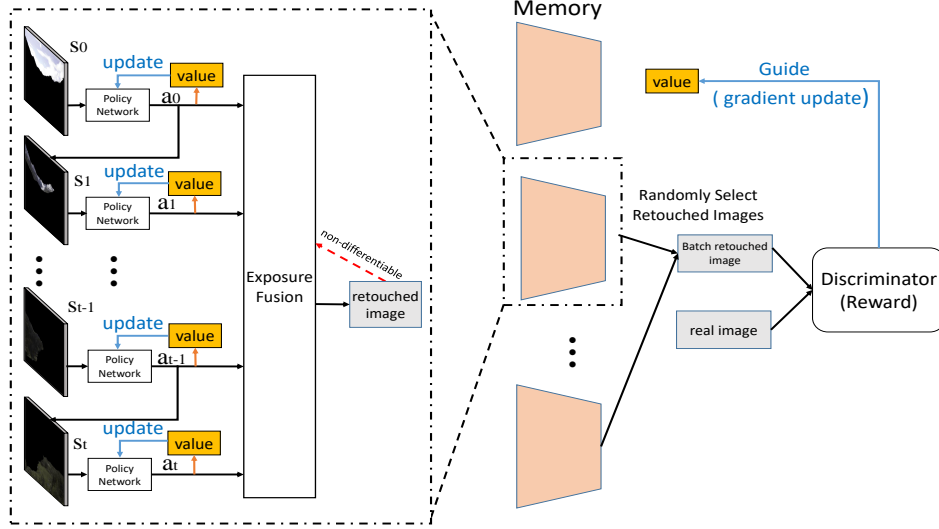 S0
update
value
Policy
Network
a0
S1
update
value
Policy
Network
a1
St-1
update
value
Policy
Network
at-1
St
update
value
Policy
Network
at
Exposure
Fusion
non-differentiable
retouched
image
Memory
Randomly Select
Retouched Images
value
Guide
( gradient update)
Batch retouched
image
real image
Discriminator
(Reward)